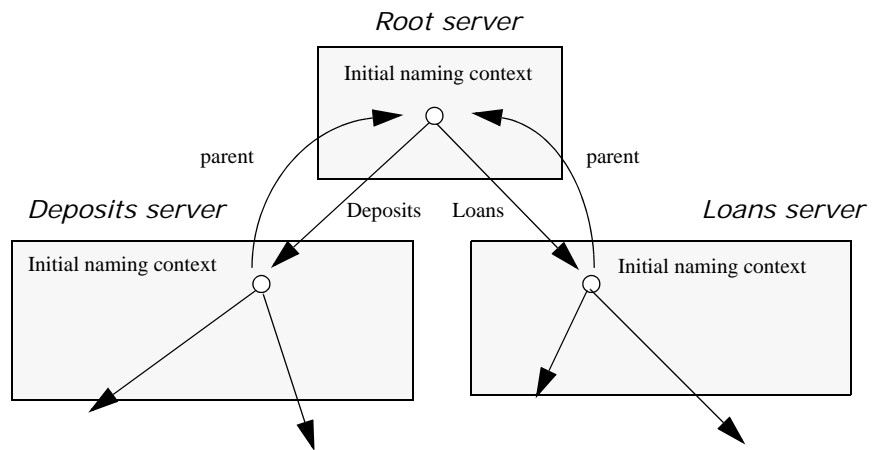 Root server
Initial naming context
parent
parent
Deposits server
Deposits
Loans
Loans server
Initial naming context
Initial naming context